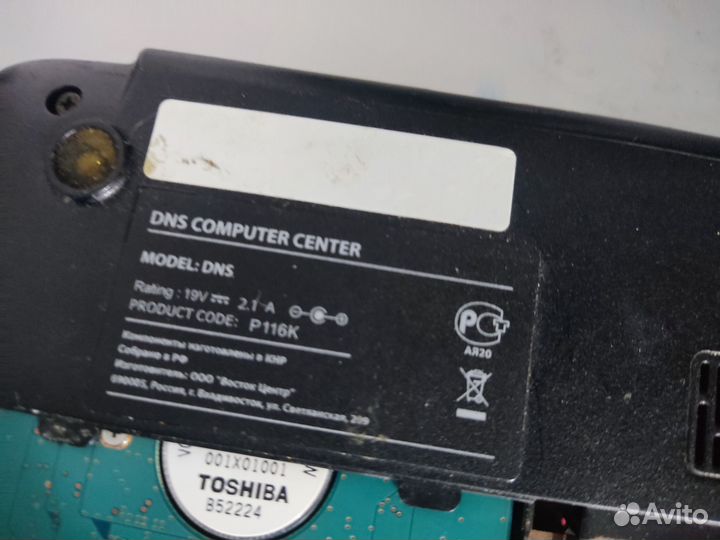 DNS COMPUTER CENTER
MODEL: DNS
Rating : 19V 2.1 A
PRODUCT CODE: P116K
Компоненты изготовлены в КНР
Собрано в РФ
Изготовитель: ООО "Восток Центр"
690005, Россия, г. Владивосток, ул. Светланская, 209
РСТ
АЯ20
001X01001
TOSHIBA
B52224
Avito